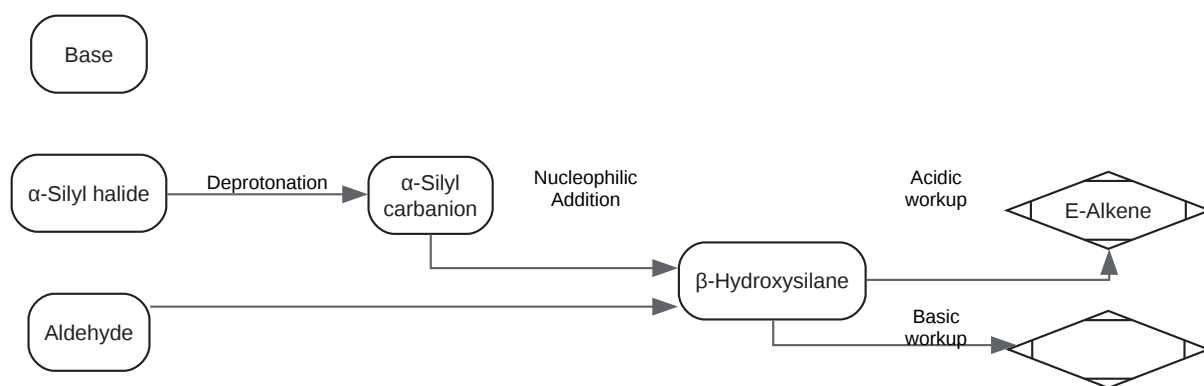 Base
α-Silyl halide
Deprotonation
α-Silyl
carbanion
Nucleophilic
Addition
Acidic
workup
E-Alkene
β-Hydroxysilane
Aldehyde
Basic
workup